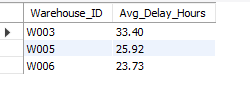 Warehouse_ID Avg_Delay_Hours
W003 33.40
W005 25.92
W006 23.73